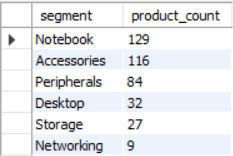 segment product_count
Notebook 129
Accessories 116
Peripherals 84
Desktop 32
Storage 27
Networking 9